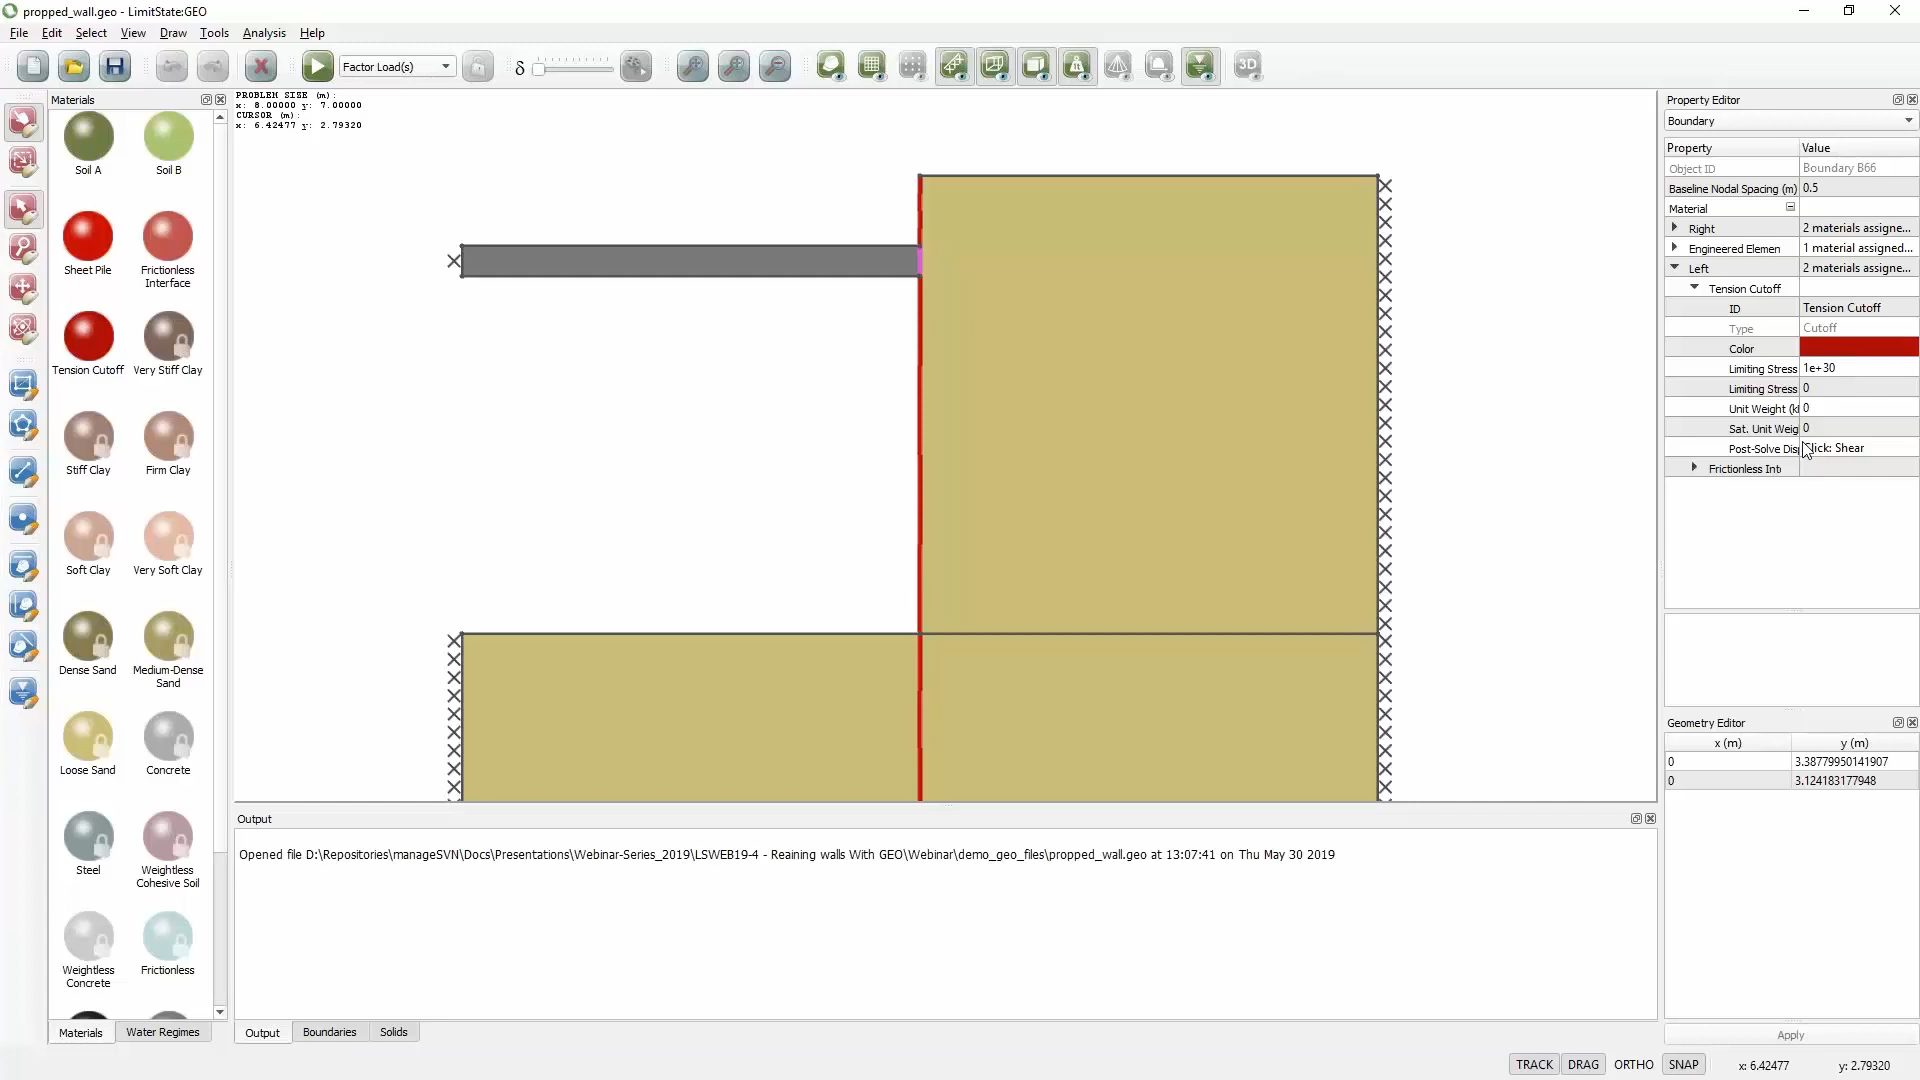 propped_wall.geo - LimitState:GEO
File Edit Select View Draw Tools Analysis Help
Factor Load(s)
δ
3D
Materials
Soil A
Soil B
Sheet Pile
Frictionless Interface
Tension Cutoff
Very Stiff Clay
Stiff Clay
Firm Clay
Soft Clay
Very Soft Clay
Dense Sand
Medium-Dense Sand
Loose Sand
Concrete
Steel
Weightless Cohesive Soil
Weightless Concrete
Frictionless
Materials
Water Regimes
PROBLEM SIZE (m):
x: 8.00000 y: 7.00000
CURSOR (m):
x: 6.42477 y: 2.79320
Output
Opened file D:\Repositories\manageSVN\Docs\Presentations\Webinar-Series_2019\LSWEB19-4 - Reaining walls With GEO\Webinar\demo_geo_files\propped_wall.geo at 13:07:41 on Thu May 30 2019
Output
Boundaries
Solids
Property Editor
Boundary
Property Value
Object ID Boundary B66
Baseline Nodal Spacing (m) 0.5
Material
Right 2 materials assigne...
Engineered Elemen 1 material assigned...
Left 2 materials assigne...
Tension Cutoff
ID Tension Cutoff
Type Cutoff
Color
Limiting Stress 1e+30
Limiting Stress 0
Unit Weight (k 0
Sat. Unit Weig 0
Post-Solve Dis lick: Shear
Frictionless Int
Geometry Editor
x (m) y (m)
0 3.38779950141907
0 3.124183177948
Apply
TRACK DRAG ORTHO SNAP x: 6.42477 y: 2.79320